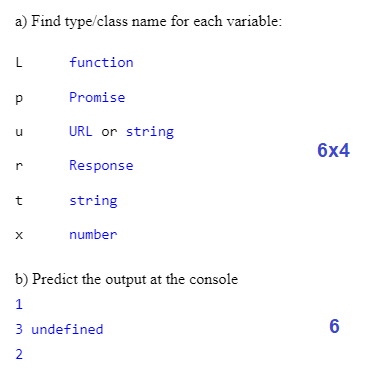 a) Find type/class name for each variable:
L function
p Promise
u URL or string
6x4
r Response
t string
x number
b) Predict the output at the console
1
3 undefined
6
2